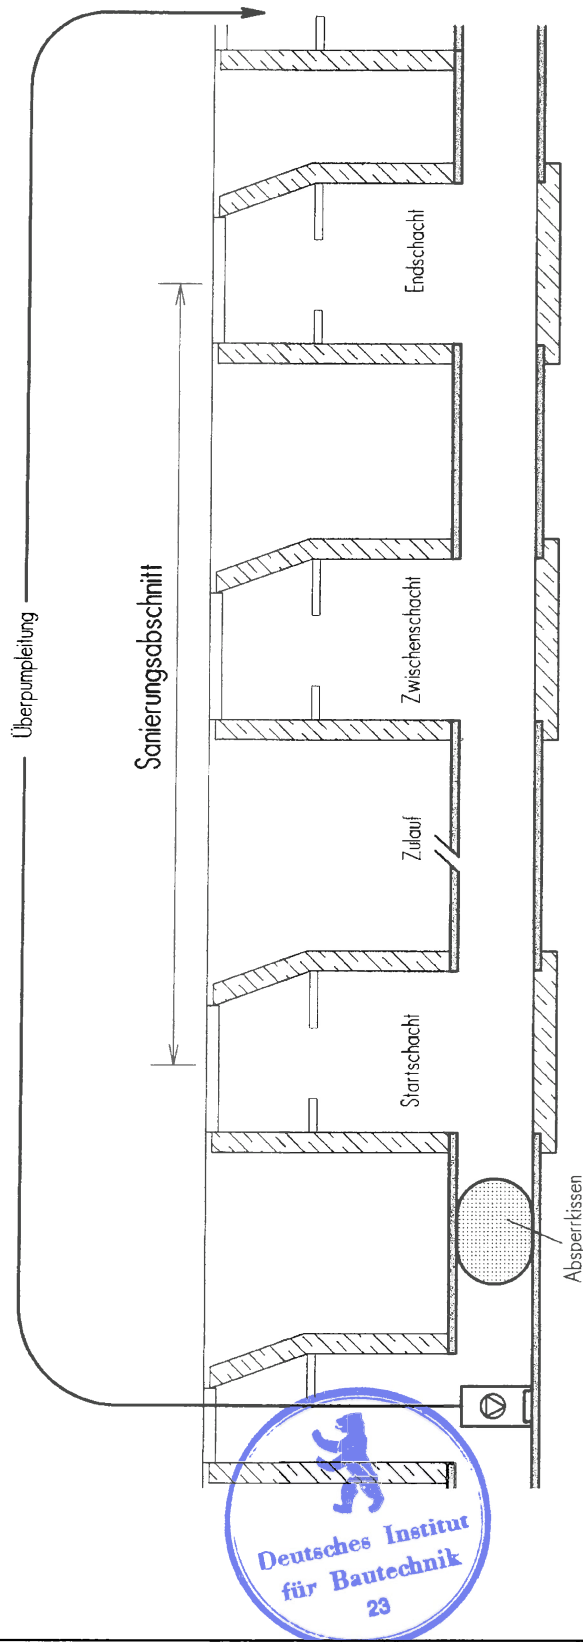 Überpumpleitung
Sanierungsabschnitt
Startschacht
Zulauf
Zwischenschacht
Endschacht
Absperrkissen
Deutsches Institut
für Bautechnik
23